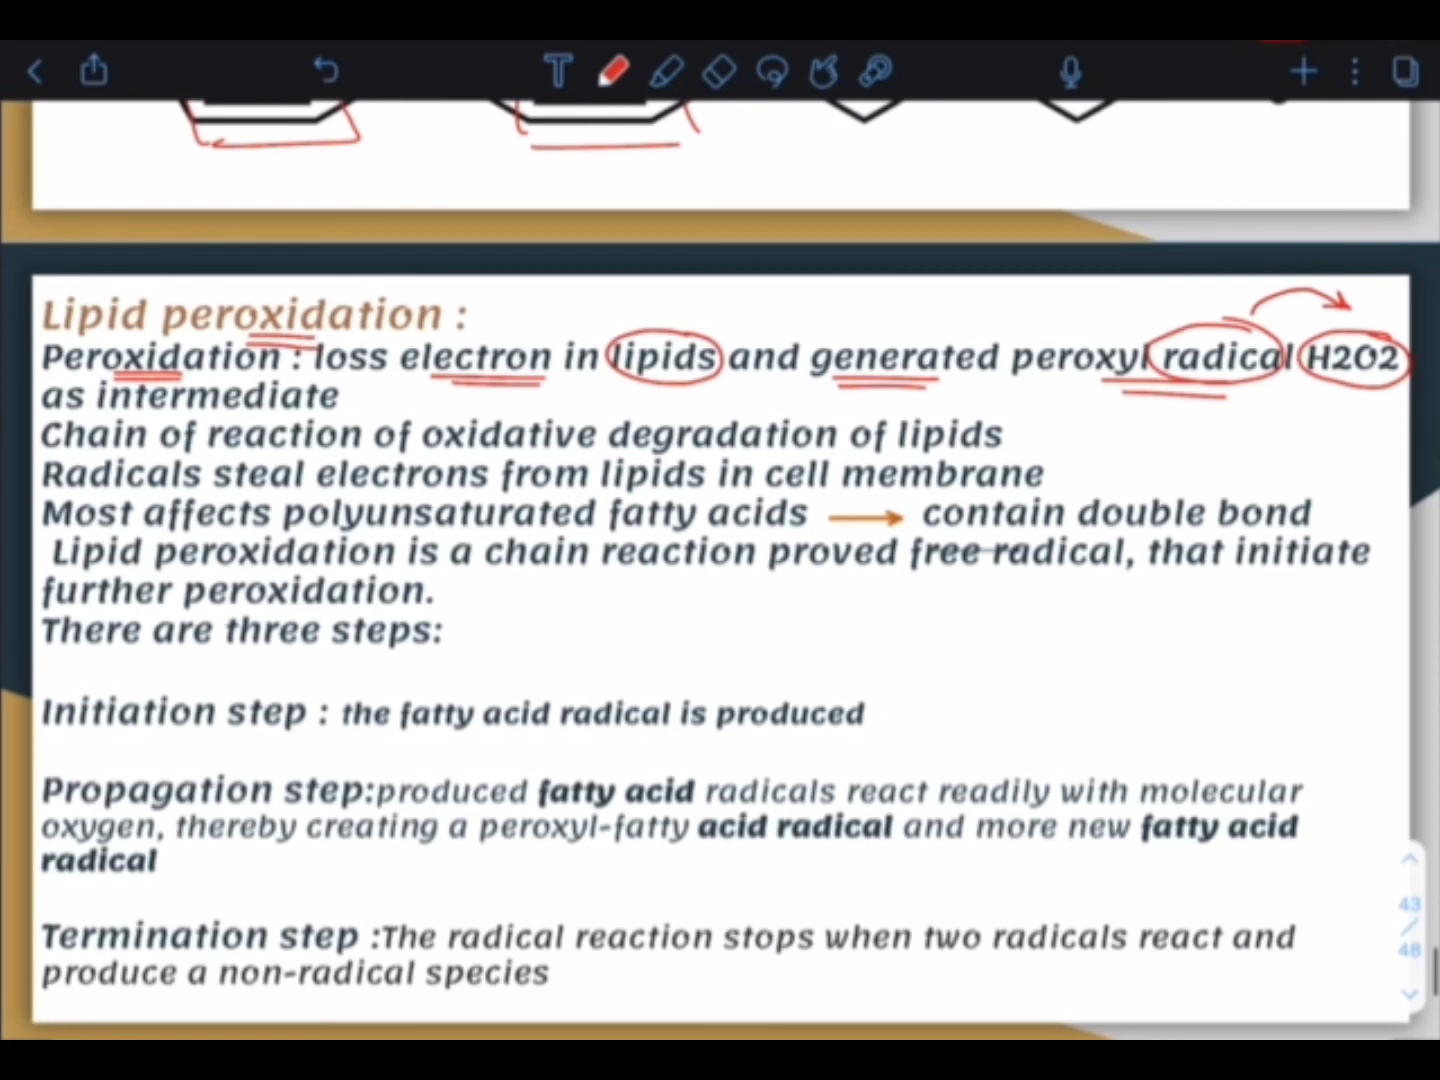 Lipid peroxidation :
Peroxidation : loss electron in lipids and generated peroxyl radical H2O2
as intermediate
Chain of reaction of oxidative degradation of lipids
Radicals steal electrons from lipids in cell membrane
Most affects polyunsaturated fatty acids → contain double bond
Lipid peroxidation is a chain reaction proved free radical, that initiate
further peroxidation.
There are three steps:
Initiation step : the fatty acid radical is produced
Propagation step:produced fatty acid radicals react readily with molecular
oxygen, thereby creating a peroxyl-fatty acid radical and more new fatty acid
radical
Termination step :The radical reaction stops when two radicals react and
produce a non-radical species
43
/
48